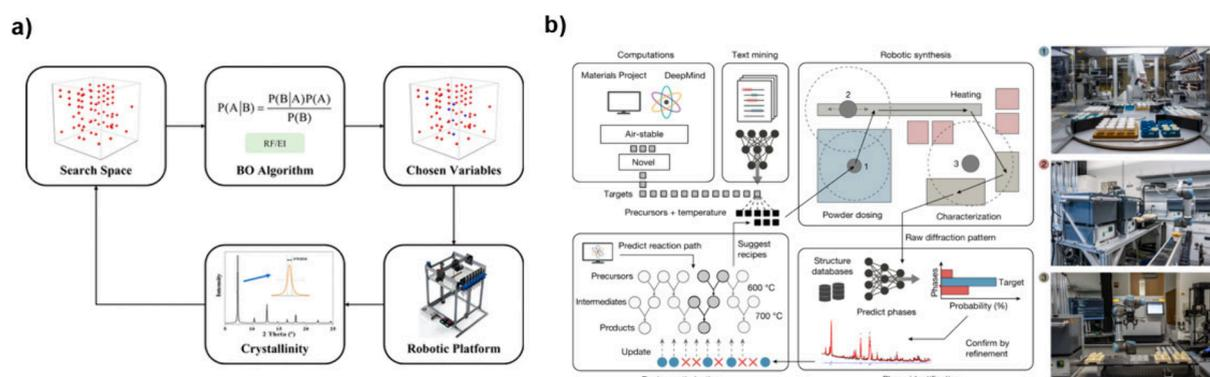 a)
P(A|B) = P(B|A)P(A)
P(B)
RF/EI
Search Space
BO Algorithm
Chosen Variables
Intensity
2 Theta (°)
Crystallinity
Robotic Platform
b)
Computations
Text mining
Robotic synthesis
Materials Project
DeepMind
Air-stable
Novel
Targets
Precursors + temperature
2
Heating
1
3
Powder dosing
Characterization
Raw diffraction pattern
Predict reaction path
Suggest
recipes
Precursors
600 °C
Intermediates
700 °C
Products
Update
Structure
databases
Predict phases
Phases
Target
Probability (%)
Confirm by
refinement
1
2
3